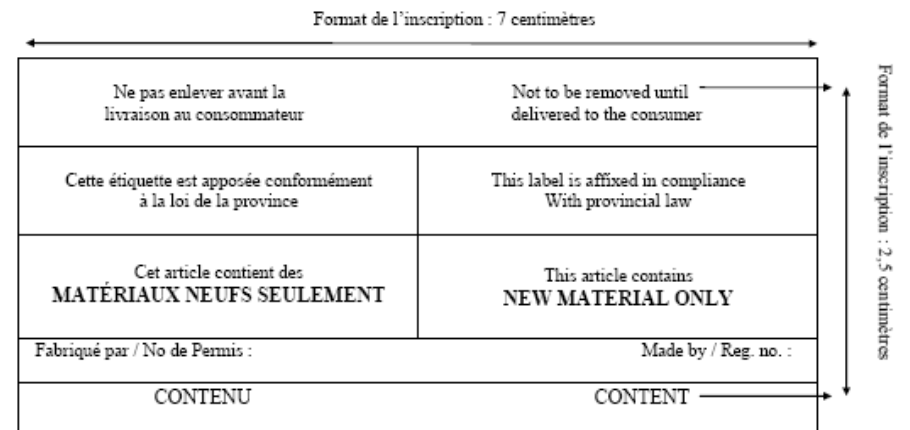 Format de l'inscription : 7 centimètres
Ne pas enlever avant la
livraison au consommateur
Not to be removed until
delivered to the consumer
Cette étiquette est apposée conformément
à la loi de la province
This label is affixed in compliance
With provincial law
Cet article contient des
MATÉRIAUX NEUFS SEULEMENT
This article contains
NEW MATERIAL ONLY
Fabriqué par / No de Permis :
Made by / Reg. no. :
CONTENU
CONTENT
Format de l'inscription : 2,5 centimètres